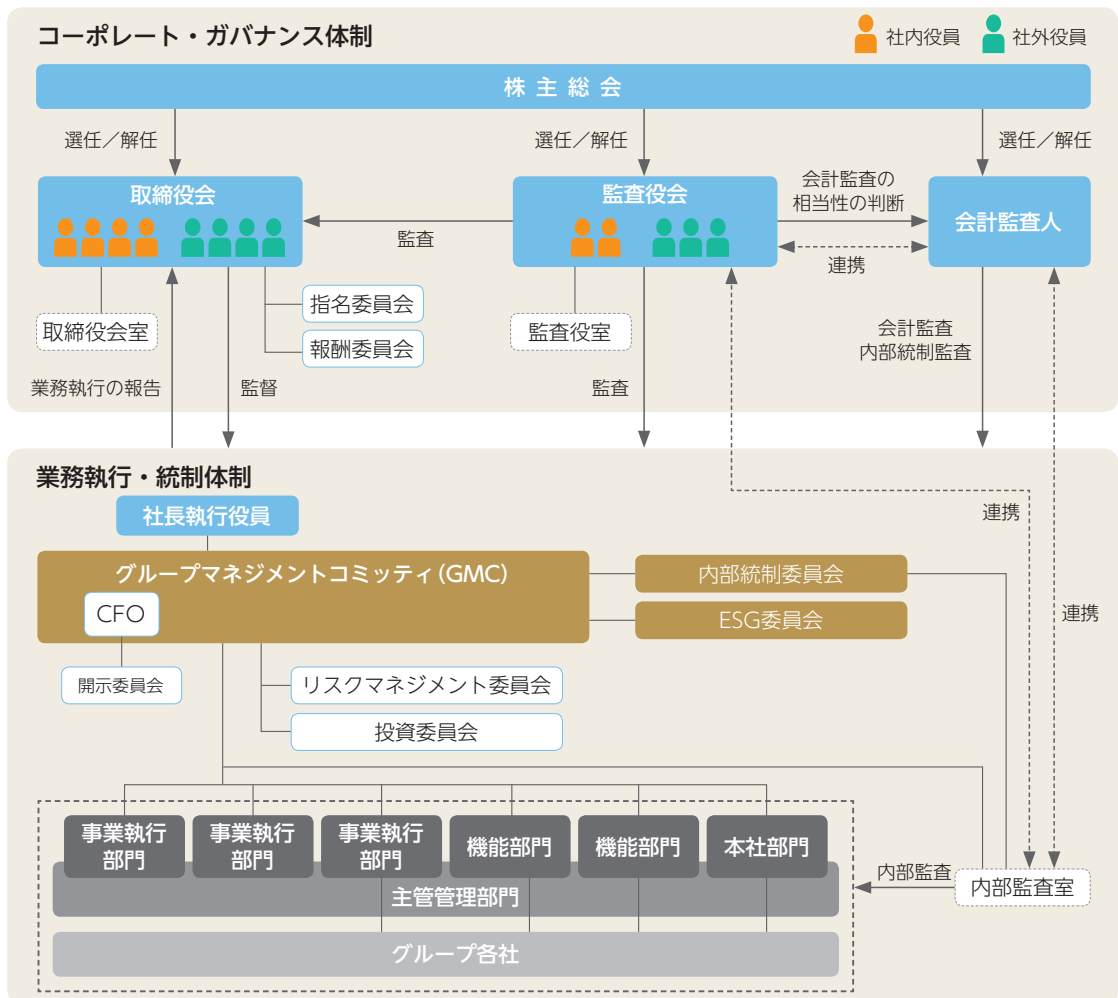 コーポレート・ガバナンス体制
社内役員
社外役員
株主総会
選任／解任
選任／解任
選任／解任
取締役会
監査役会
会計監査の
相当性の判断
会計監査人
監査
連携
取締役会室
指名委員会
報酬委員会
監査役室
会計監査
内部統制監査
業務執行の報告
監督
監査
業務執行・統制体制
社長執行役員
連携
グループマネジメントコミッティ（GMC）
内部統制委員会
CFO
ESG委員会
連携
開示委員会
リスクマネジメント委員会
投資委員会
事業執行
部門
事業執行
部門
事業執行
部門
機能部門
機能部門
本社部門
内部監査
内部監査室
主管管理部門
グループ各社